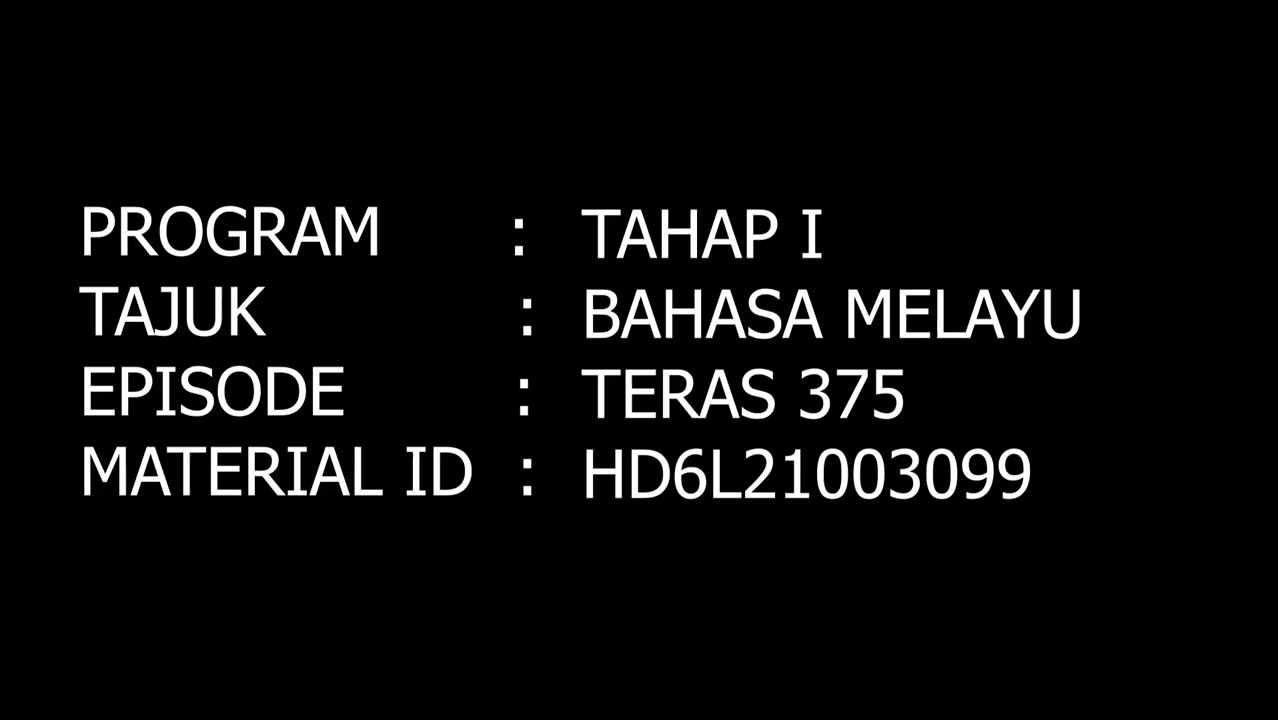 PROGRAM : TAHAP I
TAJUK : BAHASA MELAYU
EPISODE : TERAS 375
MATERIAL ID : HD6L21003099